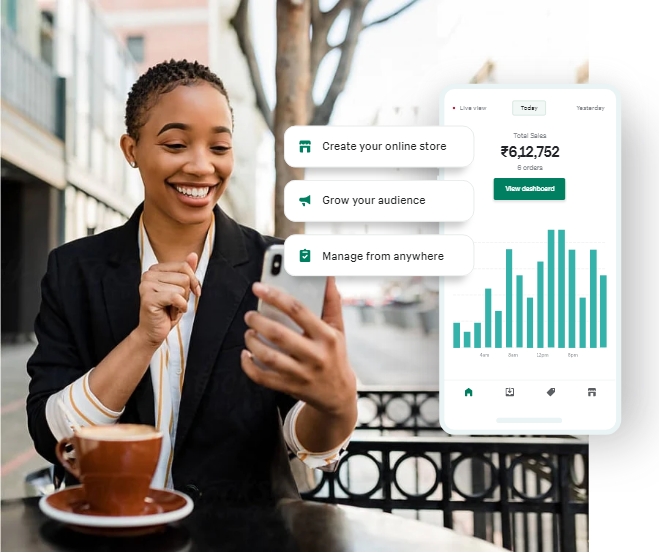 Live view Today Yesterday
Total Sales
₹6,12,752
6 orders
View dashboard
Create your online store
Grow your audience
Manage from anywhere
4am 8am 12pm 8pm